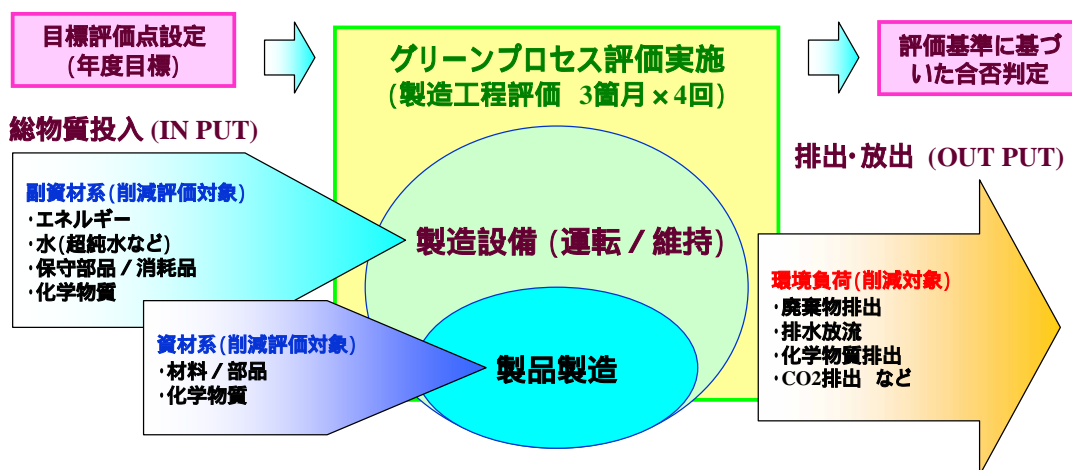 目標評価点設定
(年度目標)
グリーンプロセス評価実施
(製造工程評価 3箇月×4回)
評価基準に基づ
いた合否判定
総物質投入 (IN PUT)
副資材系(削減評価対象)
・エネルギー
・水(超純水など)
・保守部品 / 消耗品
・化学物質
資材系(削減評価対象)
・材料 / 部品
・化学物質
製造設備 (運転 / 維持)
製品製造
排出・放出 (OUT PUT)
環境負荷(削減対象)
・廃棄物排出
・排水放流
・化学物質排出
・CO2排出 など